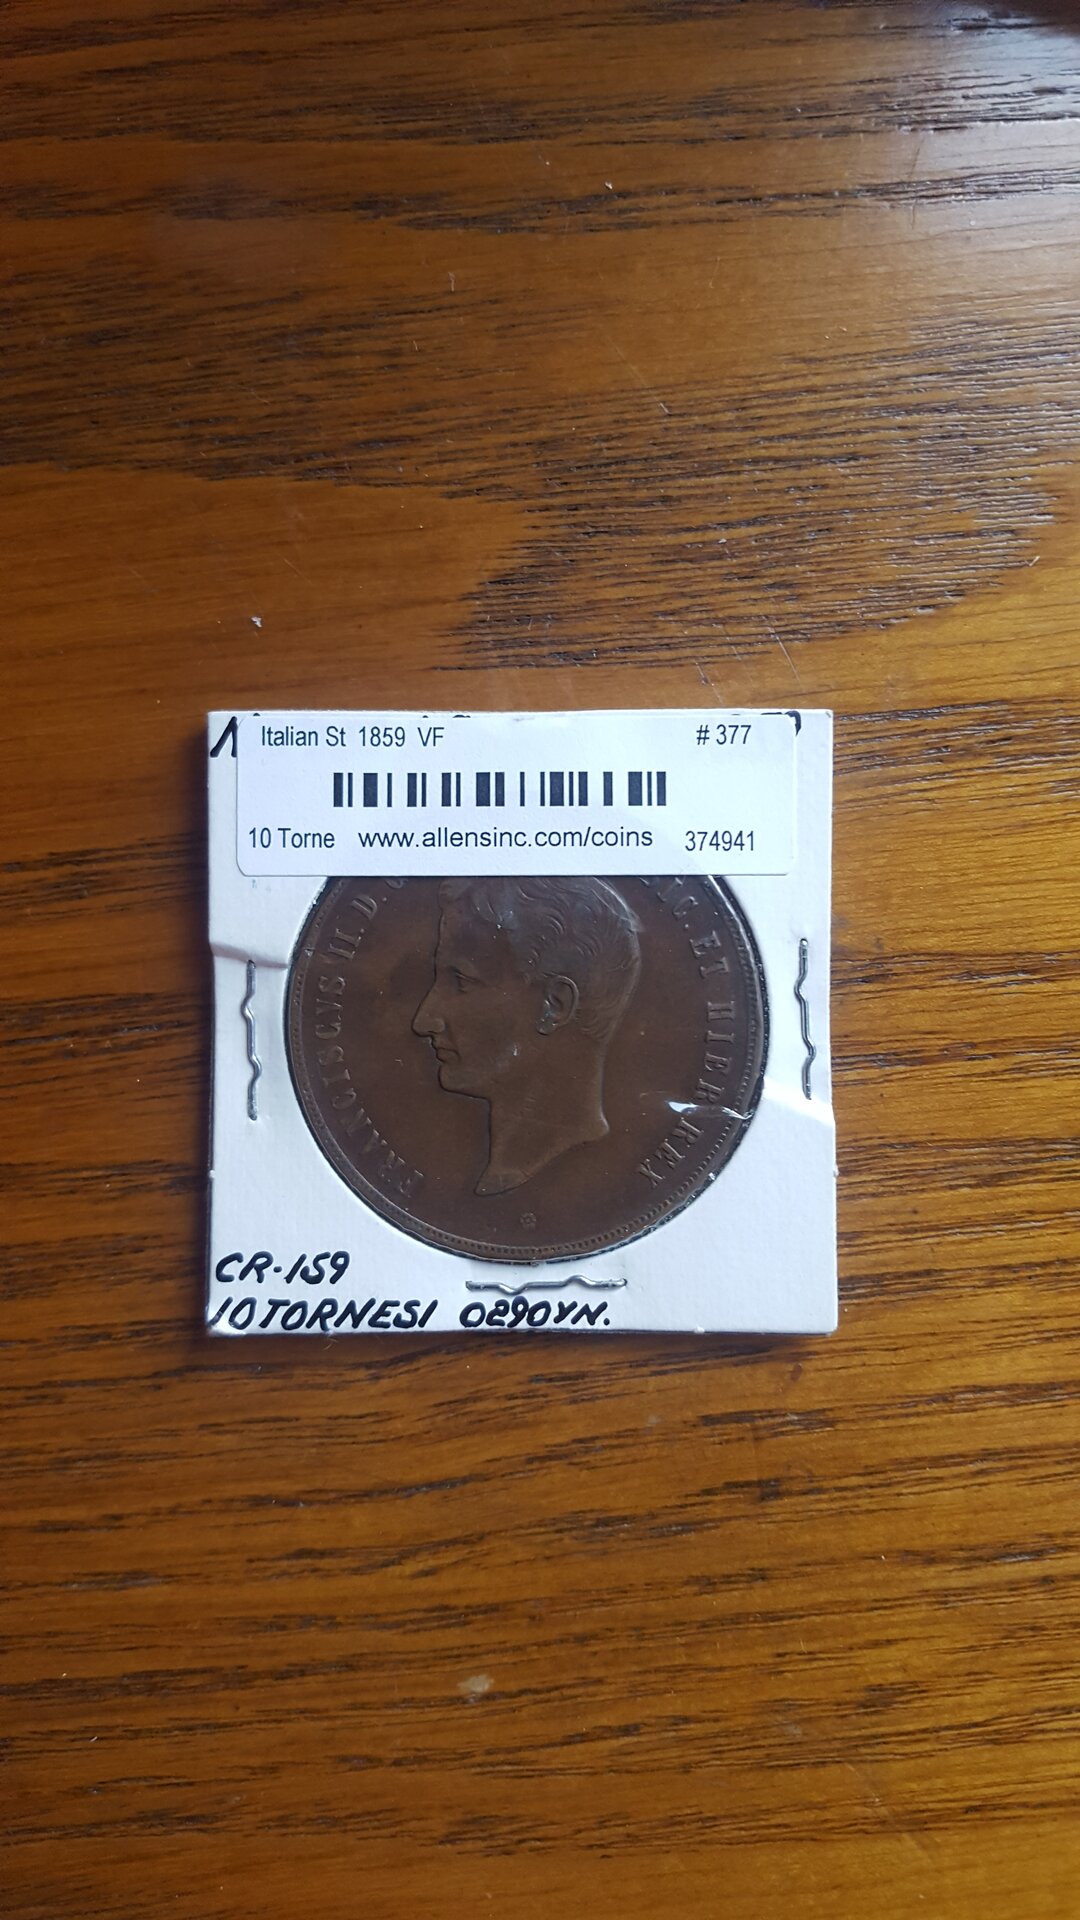 Italian St 1859 VF # 377
10 Torne www.allensinc.com/coins 374941
FRANCISCVS II. D. ET HIER REX
CR-159
10 TORNESI 0290YN.